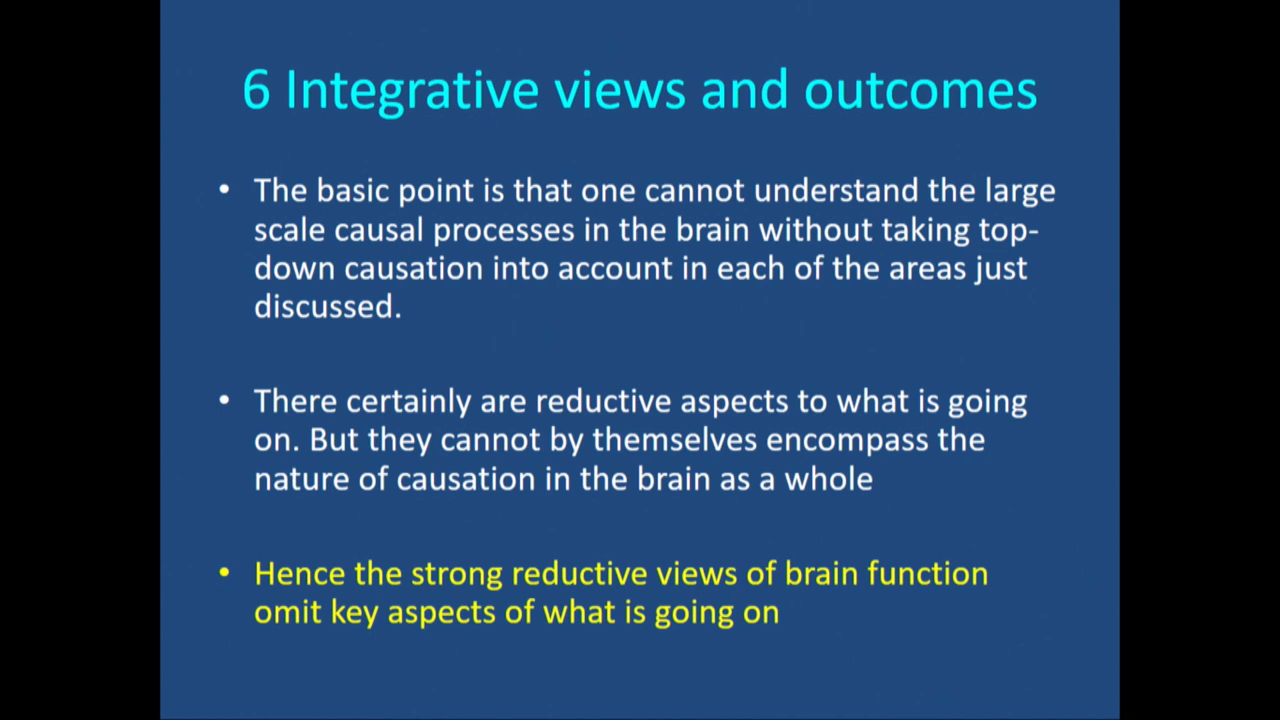 6 Integrative views and outcomes
• The basic point is that one cannot understand the large
scale causal processes in the brain without taking top-
down causation into account in each of the areas just
discussed.
• There certainly are reductive aspects to what is going
on. But they cannot by themselves encompass the
nature of causation in the brain as a whole
• Hence the strong reductive views of brain function
omit key aspects of what is going on